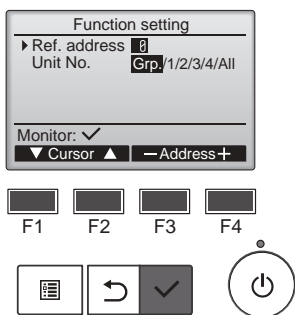 Function setting
Ref. address 0
Unit No. Grp./1/2/3/4/All
Monitor: ✓
▼ Cursor ▲ −Address+
F1 F2 F3 F4